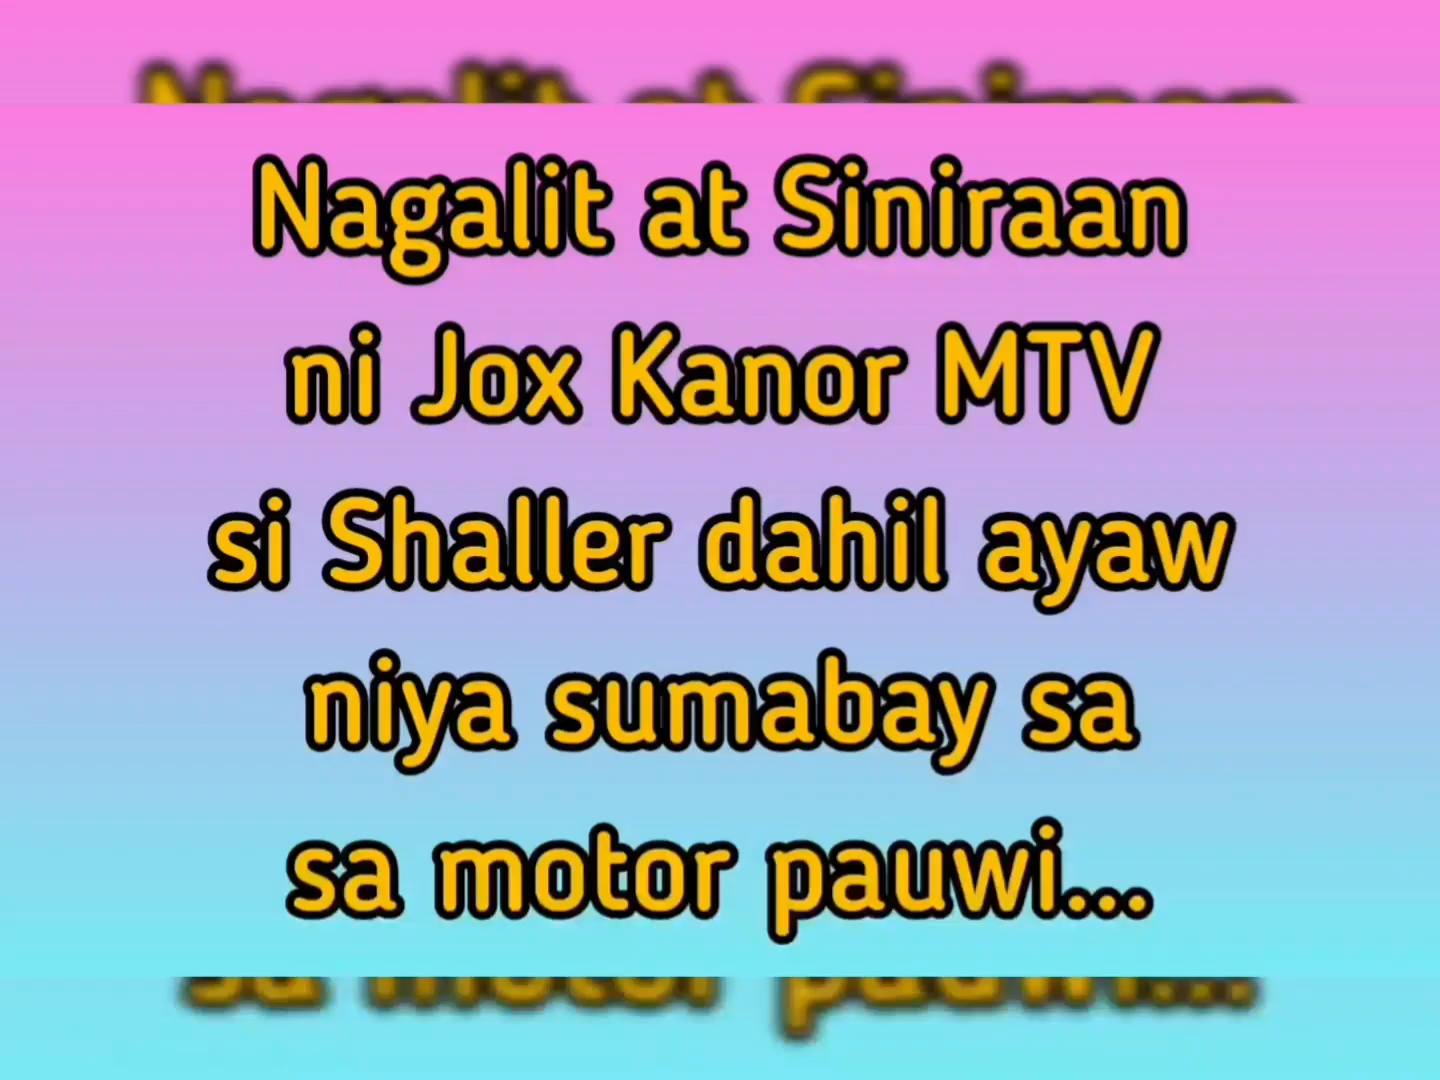 Nagalit at Siniraan
ni Jox Kanor MTV
si Shaller dahil ayaw
niya sumabay sa
sa motor pauwi...